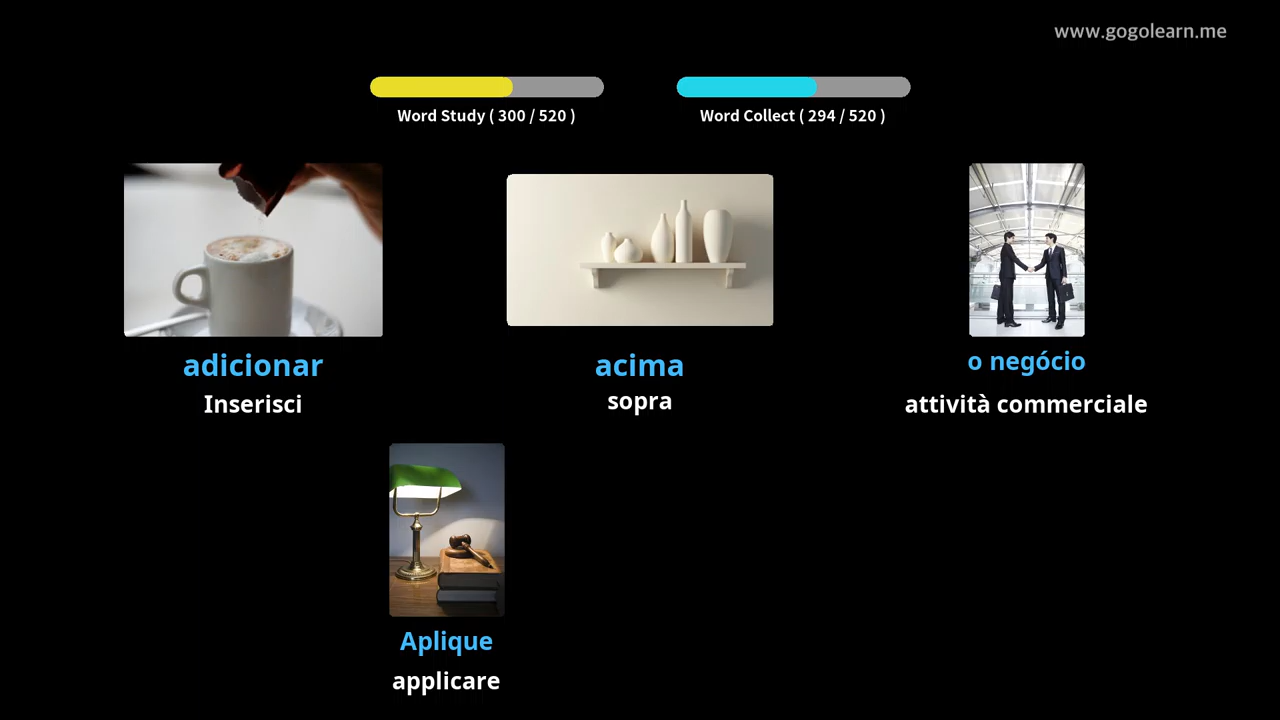 www.gogolearn.me
Word Study ( 300 / 520 )
Word Collect ( 294 / 520 )
adicionar
Inserisci
acima
sopra
o negócio
attività commerciale
Aplique
applicare